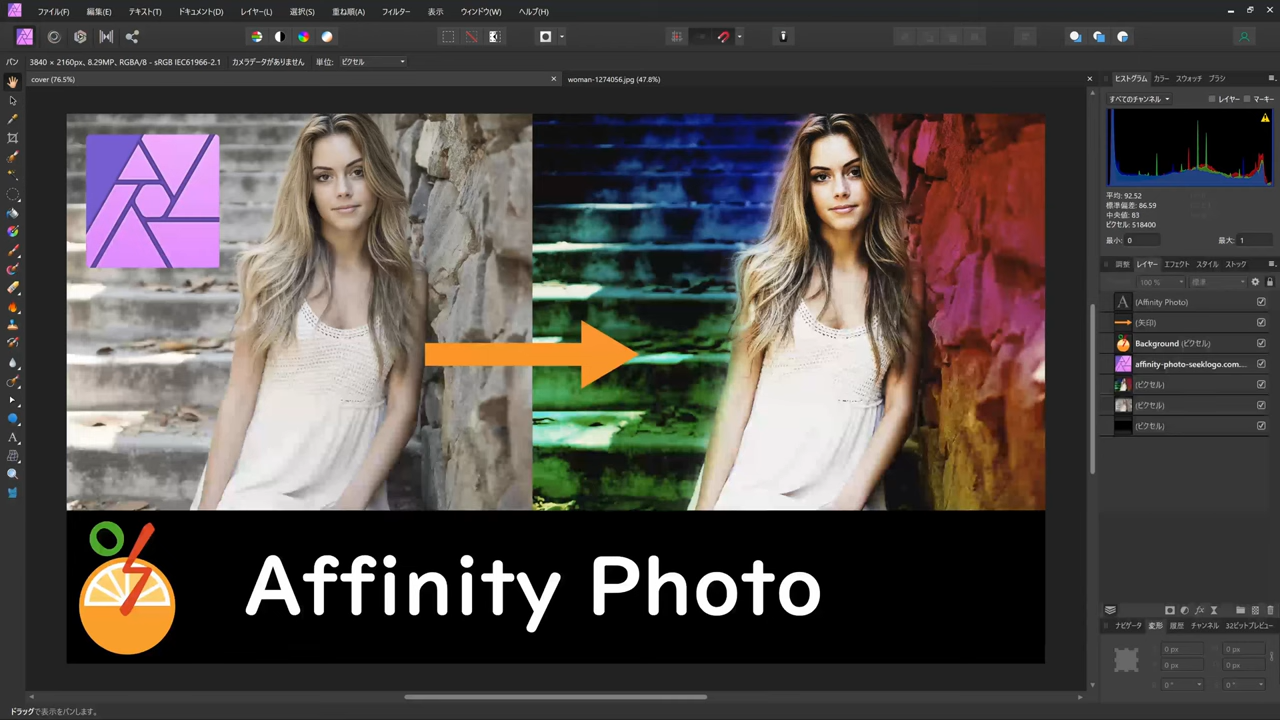 ファイル(F) 編集(E) テキスト(T) ドキュメント(D) レイヤー(L) 選択(S) 重ね順(A) フィルター 表示 ウィンドウ(W) ヘルプ(H)
パン 3840 × 2160px, 8.29MP, RGBA/8 - sRGB IEC61966-2.1 カメラデータがありません 単位: ピクセル
cover (76.5%) woman-1274056.jpg (47.8%)
ヒストグラム カラー スウォッチ ブラシ
すべてのチャンネル レイヤー マーキー
平均: 92.52
標準偏差: 86.59
中央値: 83
ピクセル: 518400
最小: 0 最大: 1
調整 レイヤー エフェクト スタイル ストック
100 % 標準
A (Affinity Photo)
(矢印)
Background (ピクセル)
affinity-photo-seeklogo.com...
(ピクセル)
(ピクセル)
(ピクセル)
Affinity Photo
ナビゲータ 変形 履歴 チャンネル 32ビットプレビュー
0 px 0 px
0 px 0 px
0 ° 0 °
ドラッグで表示をパンします。